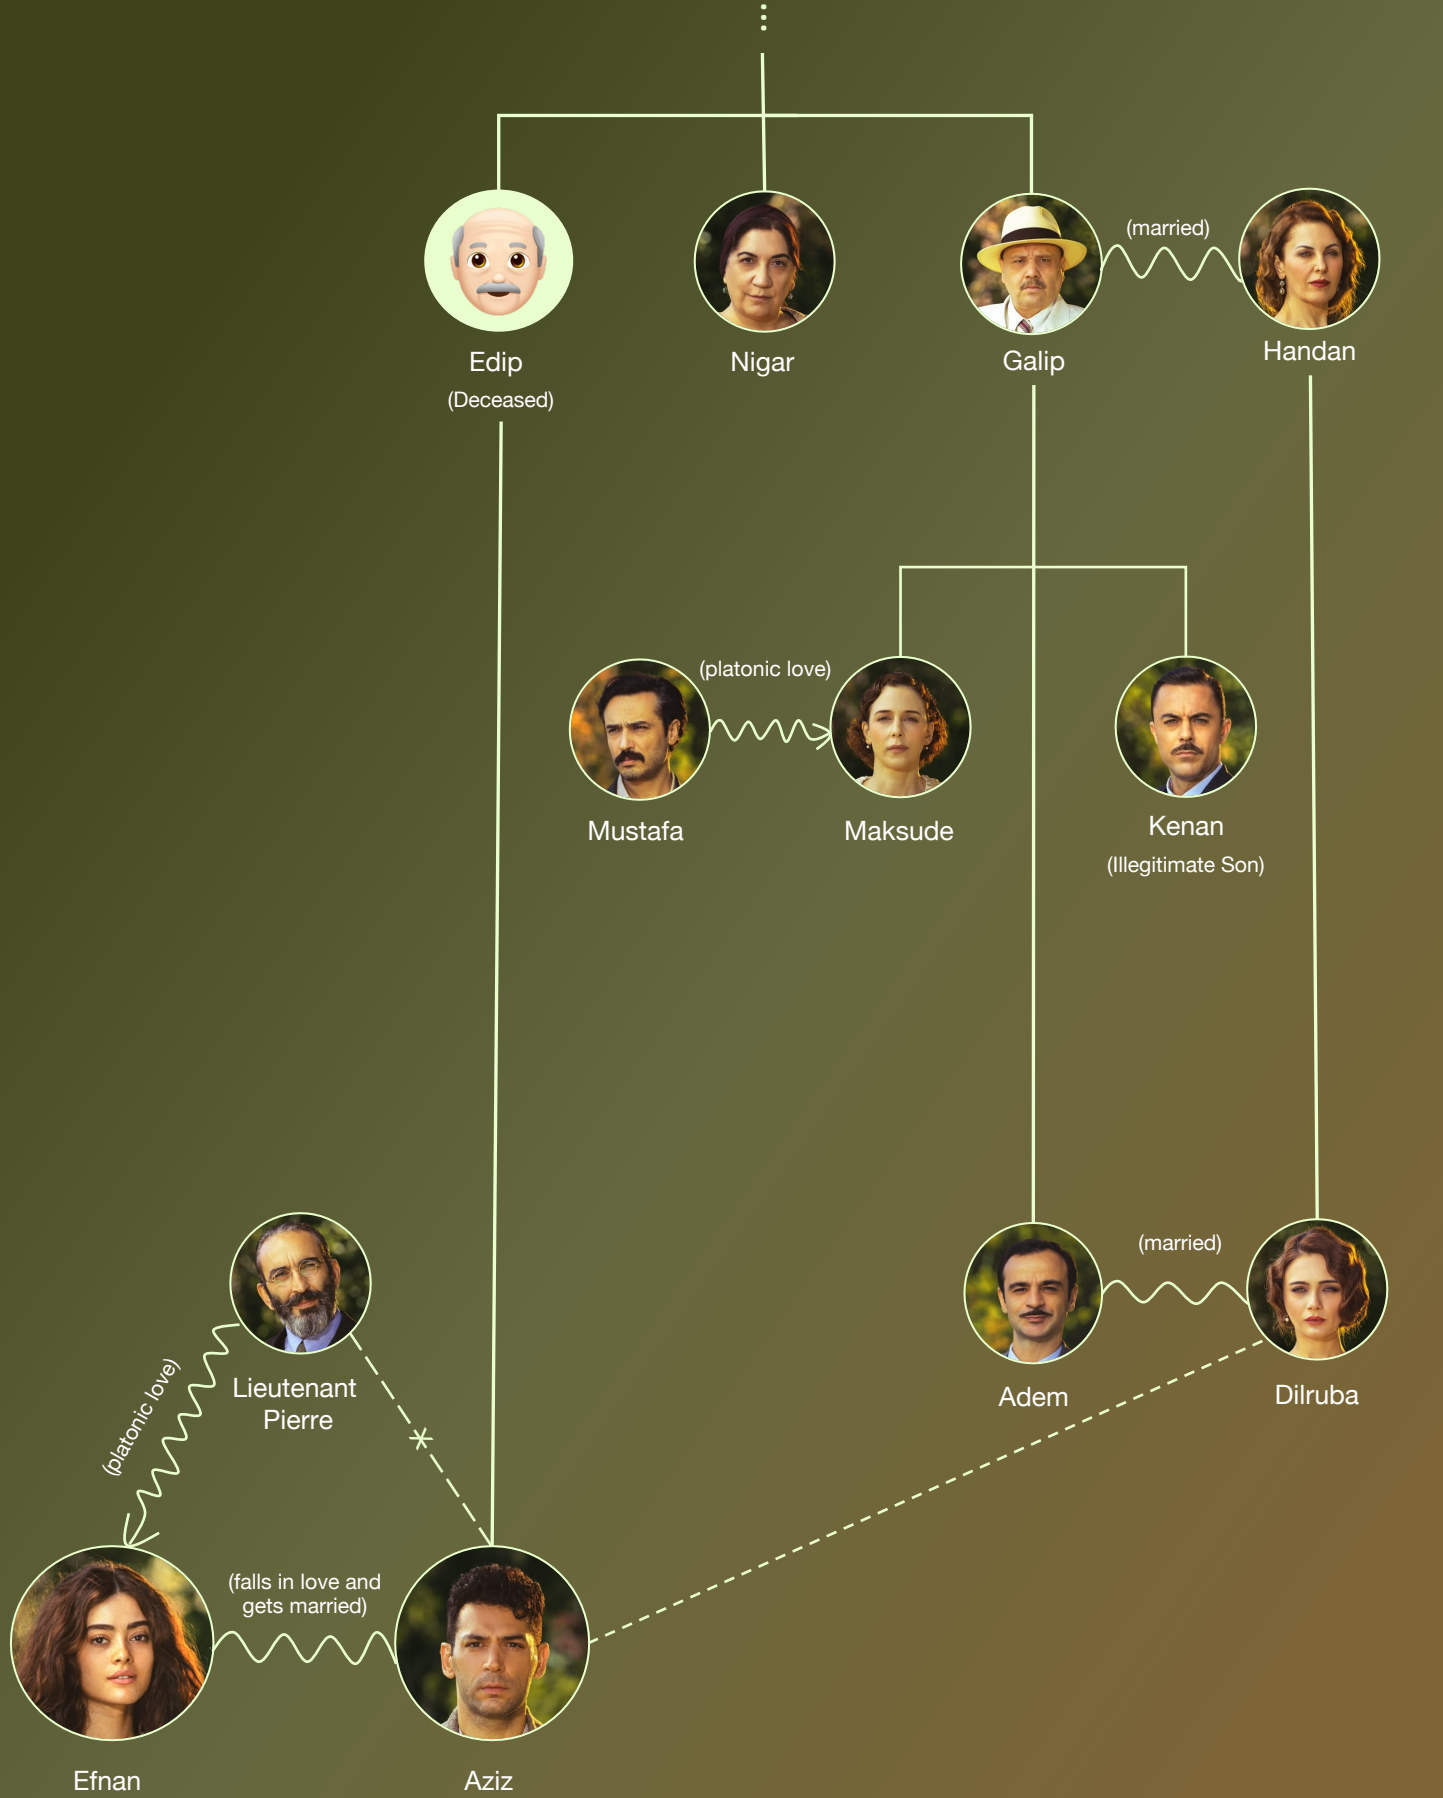 (married)
Edip
Nigar
Galip
Handan
(Deceased)
(platonic love)
Mustafa
Maksude
Kenan
(Illegitimate Son)
(married)
Lieutenant
Pierre
Adem
Dilruba
(platonic love)
(falls in love and
gets married)
Efnan
Aziz